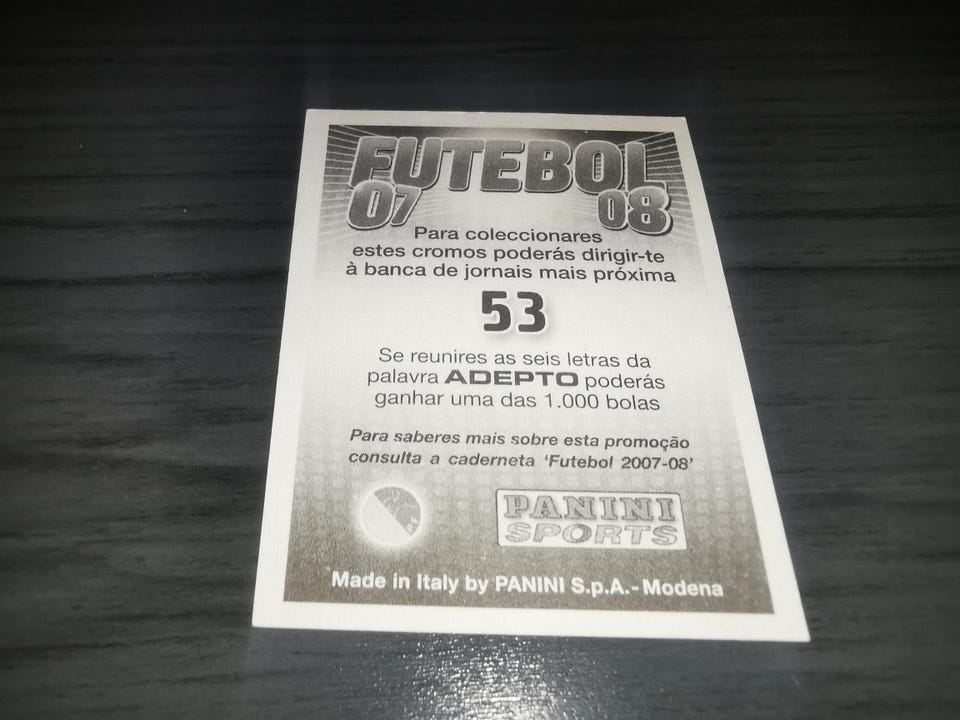 FUTEBOL
07 08
Para coleccionares
estes cromos poderás dirigir-te
à banca de jornais mais próxima
53
Se reunires as seis letras da
palavra ADEPTO poderás
ganhar uma das 1.000 bolas
Para saberes mais sobre esta promoção
consulta a caderneta 'Futebol 2007-08'
PANINI
SPORTS
Made in Italy by PANINI S.p.A.-Modena